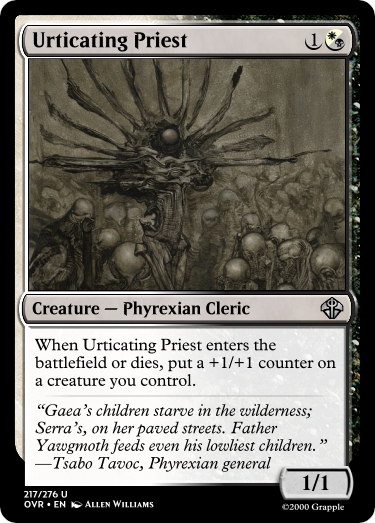 Urticating Priest 1
Creature — Phyrexian Cleric
When Urticating Priest enters the
battlefield or dies, put a +1/+1 counter on
a creature you control.
“Gaea’s children starve in the wilderness;
Serra’s, on her paved streets. Father
Yawgmoth feeds even his lowliest children.”
—Tsabo Tavoc, Phyrexian general
1/1
217/276 U
OVR • EN Allen Williams
©2000 Grapple